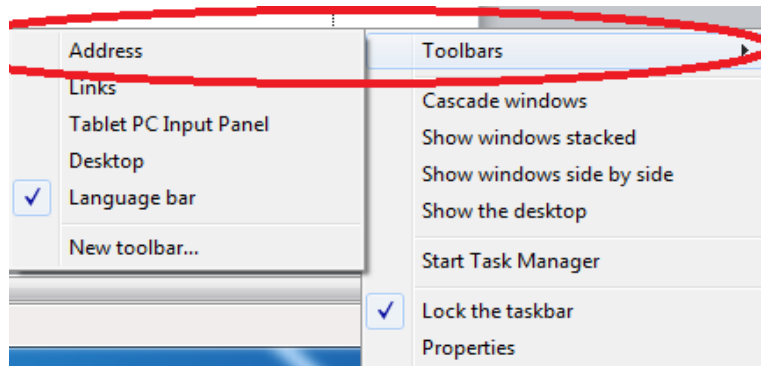 Address
Links
Tablet PC Input Panel
Desktop
Language bar
New toolbar...
Toolbars
Cascade windows
Show windows stacked
Show windows side by side
Show the desktop
Start Task Manager
Lock the taskbar
Properties